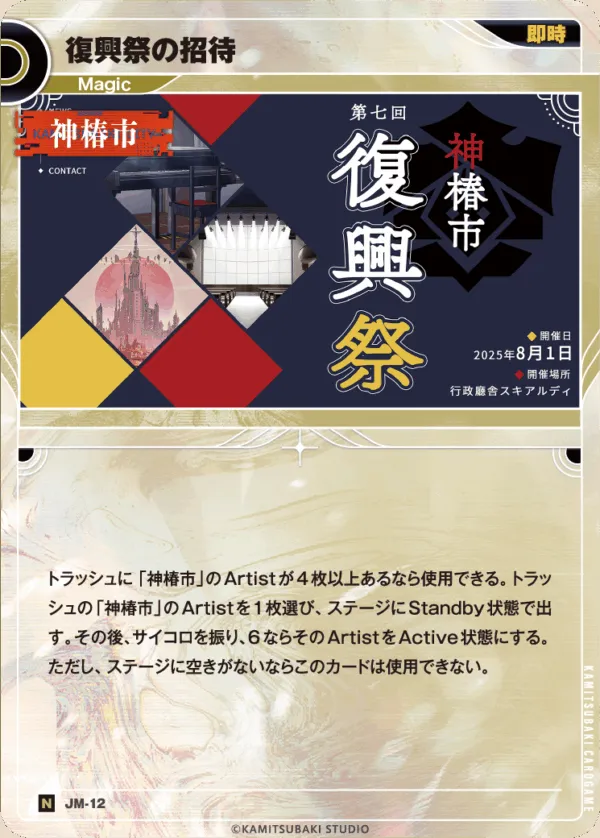 復興祭の招待
即時
Magic
神椿市
CONTACT
第七回
復興祭
神椿市
開催日
2025年8月1日
開催場所
行政廳舎スキアルディ
トラッシュに「神椿市」のArtistが4枚以上あるなら使用できる。トラッ
シュの「神椿市」のArtistを1枚選び、ステージにStandby状態で出
す。その後、サイコロを振り、6ならそのArtistをActive状態にする。
ただし、ステージに空きがないならこのカードは使用できない。
KAMITSUBAKI CARD GAME
N JM-12
©KAMITSUBAKI STUDIO